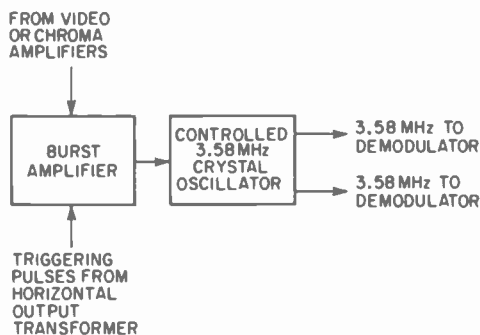 FROM VIDEO
OR CHROMA
AMPLIFIERS
BURST
AMPLIFIER
CONTROLLED
3.58 MHz
CRYSTAL
OSCILLATOR
3.58 MHz TO
DEMODULATOR
3.58 MHz TO
DEMODULATOR
TRIGGERING
PULSES FROM
HORIZONTAL
OUTPUT
TRANSFORMER